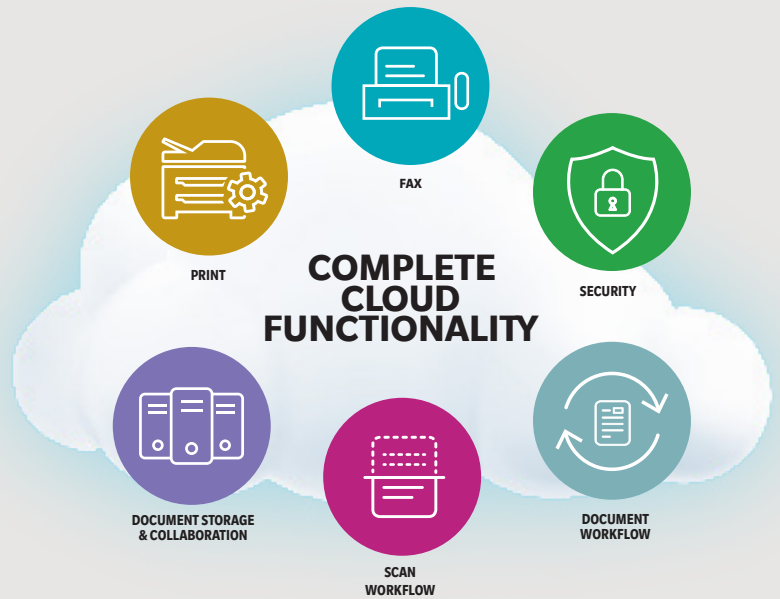 FAX
PRINT
SECURITY
COMPLETE
CLOUD
FUNCTIONALITY
DOCUMENT STORAGE
& COLLABORATION
SCAN
WORKFLOW
DOCUMENT
WORKFLOW